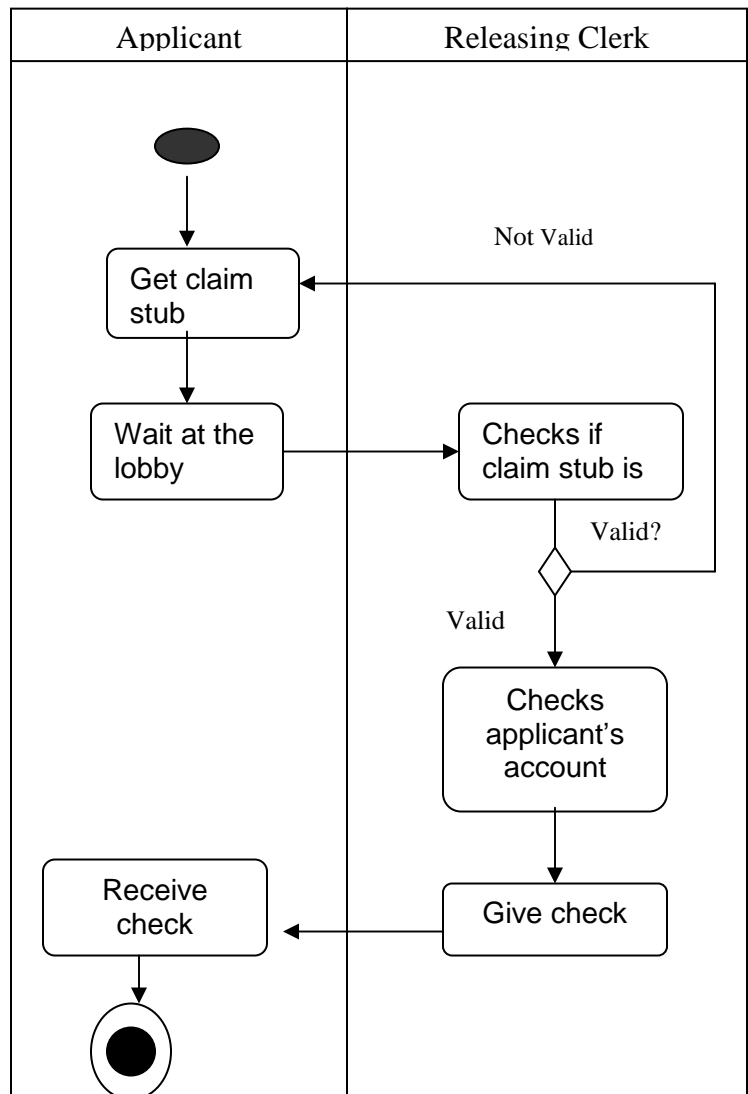 Applicant
Releasing Clerk
Not Valid
Get claim
stub
Wait at the
lobby
Checks if
claim stub is
Valid?
Valid
Checks
applicant’s
account
Receive
check
Give check